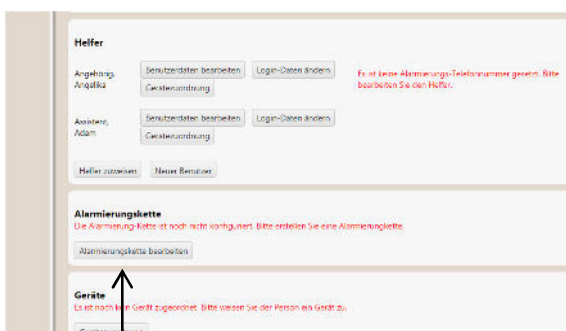 Helfer
Angehörig, Angelika
Benutzerdaten bearbeiten
Login-Daten ändern
Gerätezuordnung
Es ist keine Alarmierungs-Telefonnummer gesetzt. Bitte
bearbeiten Sie den Helfer.
Assistent, Adam
Benutzerdaten bearbeiten
Login-Daten ändern
Gerätezuordnung
Helfer zuweisen
Neuer Benutzer
Alarmierungskette
Die Alarmierung-Kette ist noch nicht konfiguriert. Bitte erstellen Sie eine Alarmierungkette.
Alarmierungskette bearbeiten
Geräte
Es ist noch kein Gerät zugeordnet. Bitte weisen Sie der Person ein Gerät zu.